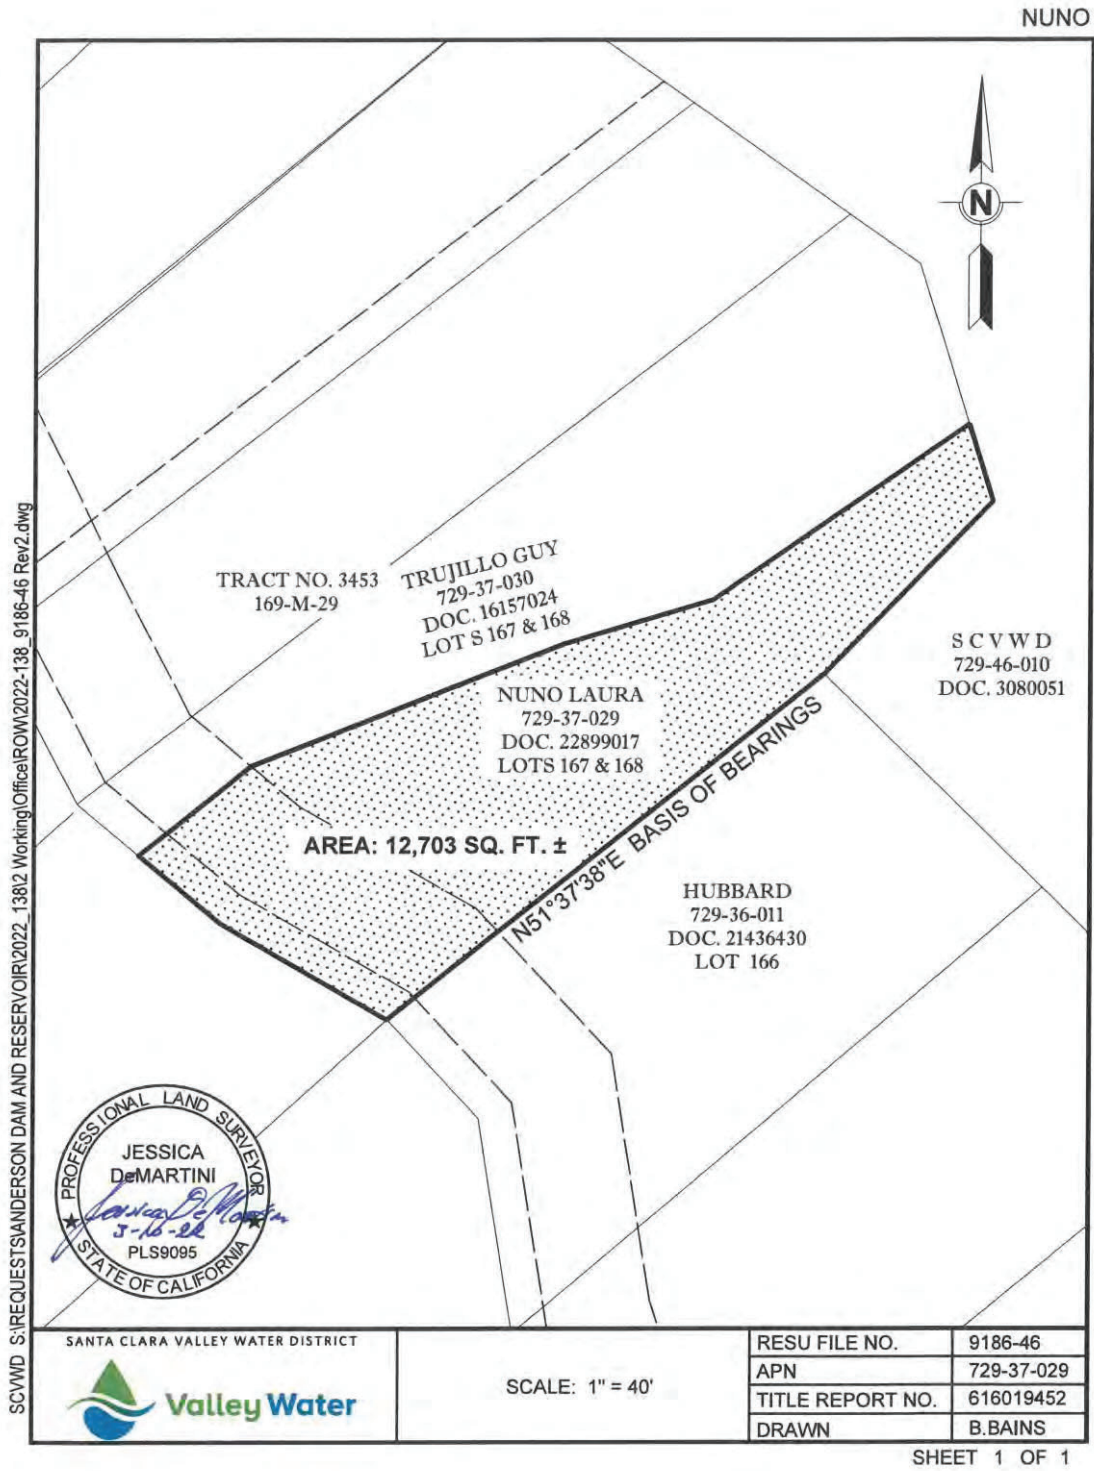 NUNO
N
TRACT NO. 3453
169-M-29
TRUJILLO GUY
729-37-030
DOC. 16157024
LOT S 167 & 168
S C V W D
729-46-010
DOC. 3080051
NUNO LAURA
729-37-029
DOC. 22899017
LOTS 167 & 168
AREA: 12,703 SQ. FT. ±
N51°37'38"E BASIS OF BEARINGS
HUBBARD
729-36-011
DOC. 21436430
LOT 166
SCVWD S:\REQUESTS\ANDERSON DAM AND RESERVOIR\2022_138\2 Working\Office\ROW\2022-138_9186-46 Rev2.dwg
PROFESSIONAL LAND SURVEYOR
JESSICA
DeMARTINI
Jessica DeMartini
PLS9095
STATE OF CALIFORNIA
SANTA CLARA VALLEY WATER DISTRICT
Valley Water
SCALE: 1" = 40'
RESU FILE NO. 9186-46
APN 729-37-029
TITLE REPORT NO. 616019452
DRAWN B.BAINS
SHEET 1 OF 1